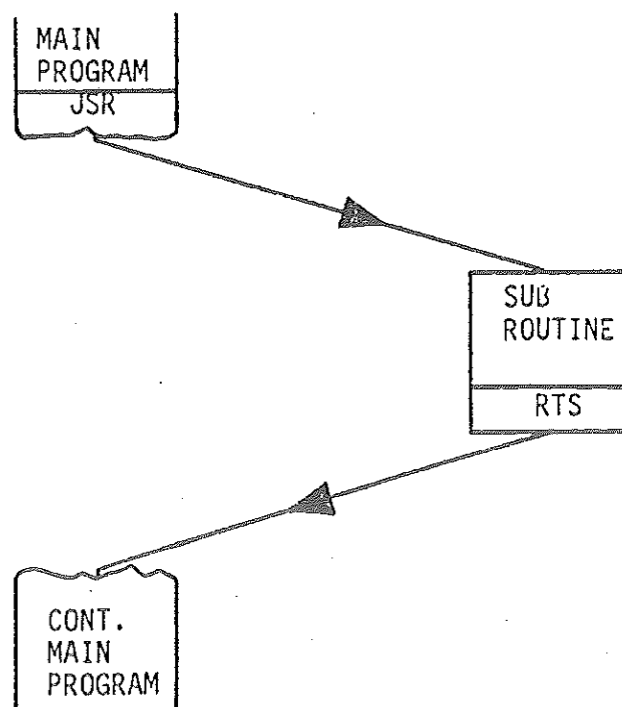 MAIN
PROGRAM
JSR
SUB
ROUTINE
RTS
CONT.
MAIN
PROGRAM